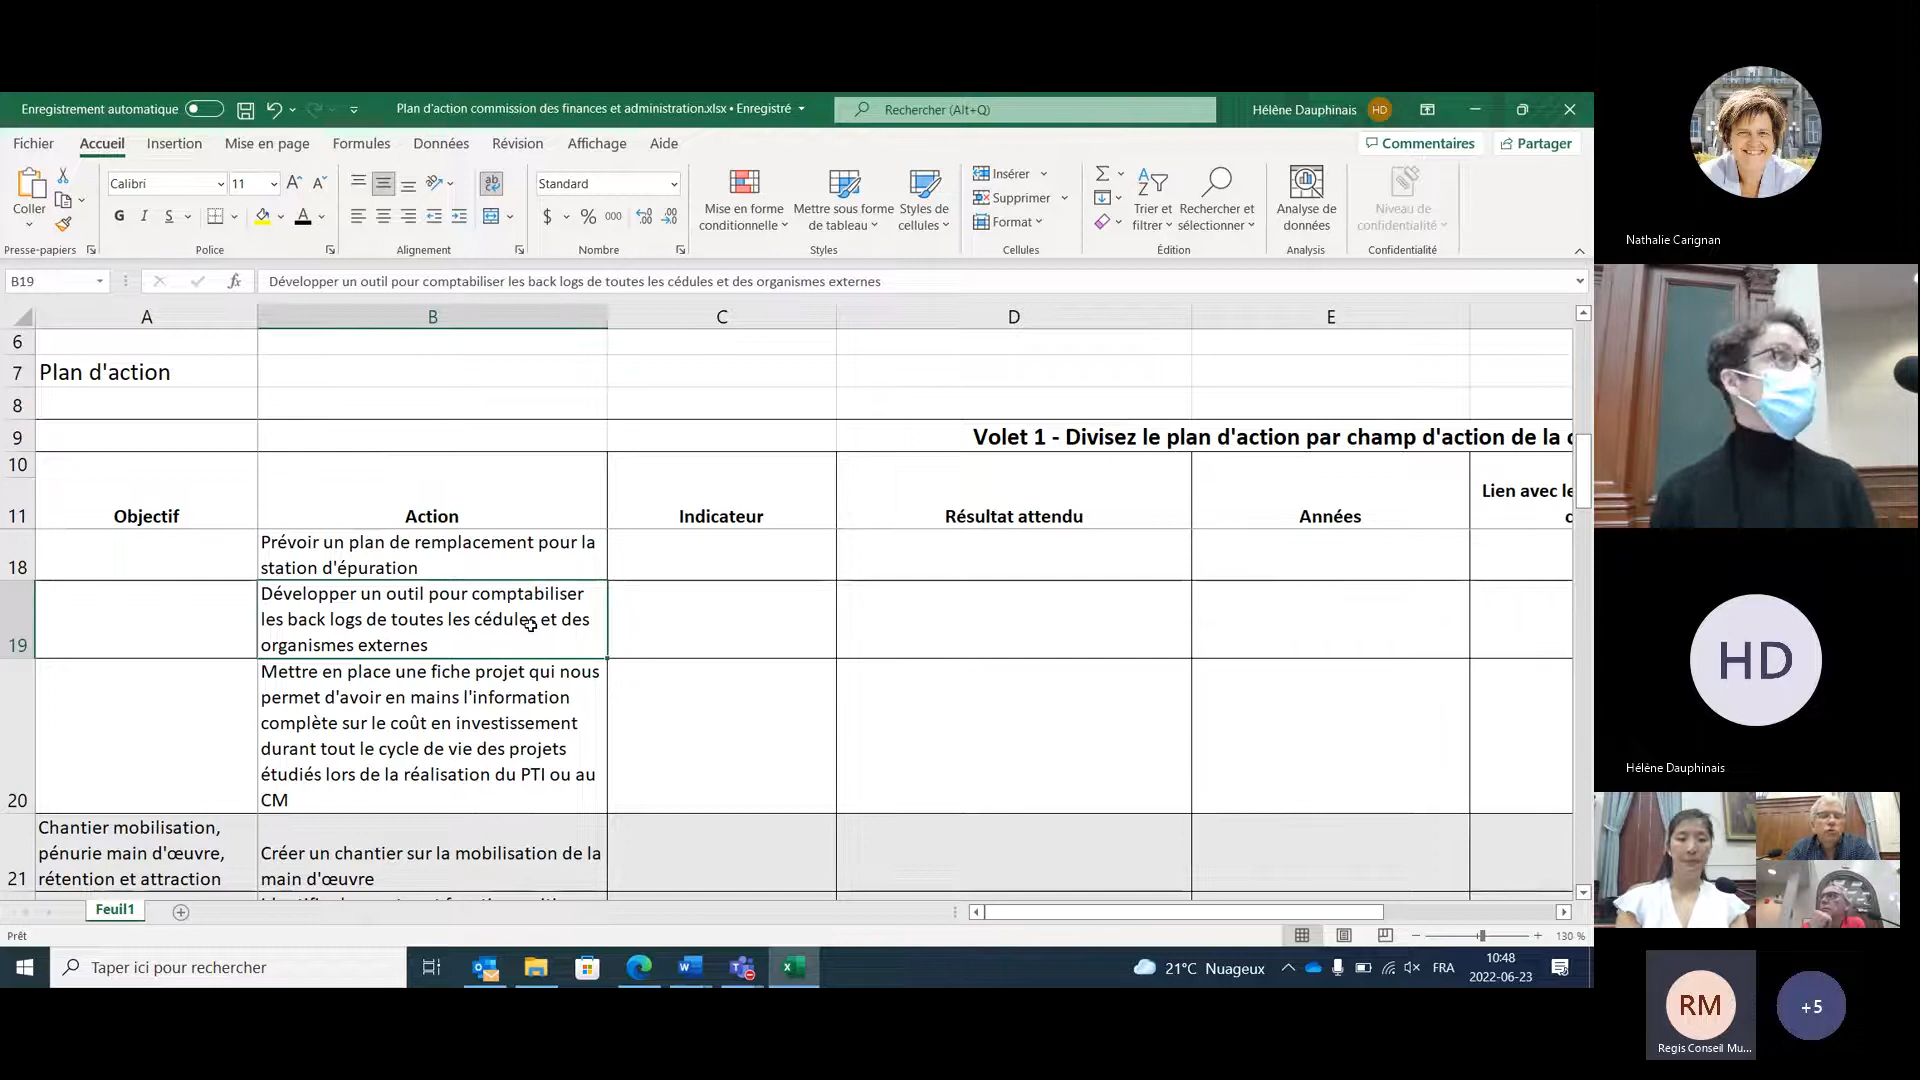 Enregistrement automatique
Plan d'action commission des finances et administration.xlsx • Enregistré
Rechercher (Alt+Q)
Hélène Dauphinais
HD
Fichier
Accueil
Insertion
Mise en page
Formules
Données
Révision
Affichage
Aide
Commentaires
Partager
Coller
Calibri
11
G I S
A
Standard
$ % 000
Mise en forme
conditionnelle
Mettre sous forme
de tableau
Styles de
cellules
Insérer
Supprimer
Format
Trier et
filtrer
Rechercher et
sélectionner
Analyse de
données
Niveau de
confidentialité
Presse-papiers
Police
Alignement
Nombre
Styles
Cellules
Édition
Analysis
Confidentialité
B19
fx
Développer un outil pour comptabiliser les back logs de toutes les cédules et des organismes externes
A
B
C
D
E
6
7
Plan d'action
8
9
Volet 1 - Divisez le plan d'action par champ d'action de la
10
11
Objectif
Action
Indicateur
Résultat attendu
Années
Lien avec
18
Prévoir un plan de remplacement pour la
station d'épuration
19
Développer un outil pour comptabiliser
les back logs de toutes les cédules et des
organismes externes
20
Mettre en place une fiche projet qui nous
permet d'avoir en mains l'information
complète sur le coût en investissement
durant tout le cycle de vie des projets
étudiés lors de la réalisation du PTI ou au
CM
21
Chantier mobilisation,
pénurie main d'œuvre,
rétention et attraction
Créer un chantier sur la mobilisation de la
main d'œuvre
Feuil1
Prêt
130 %
Taper ici pour rechercher
21°C Nuageux
FRA
10:48
2022-06-23
Nathalie Carignan
HD
Hélène Dauphinais
RM
Regis Conseil Mu...
+5